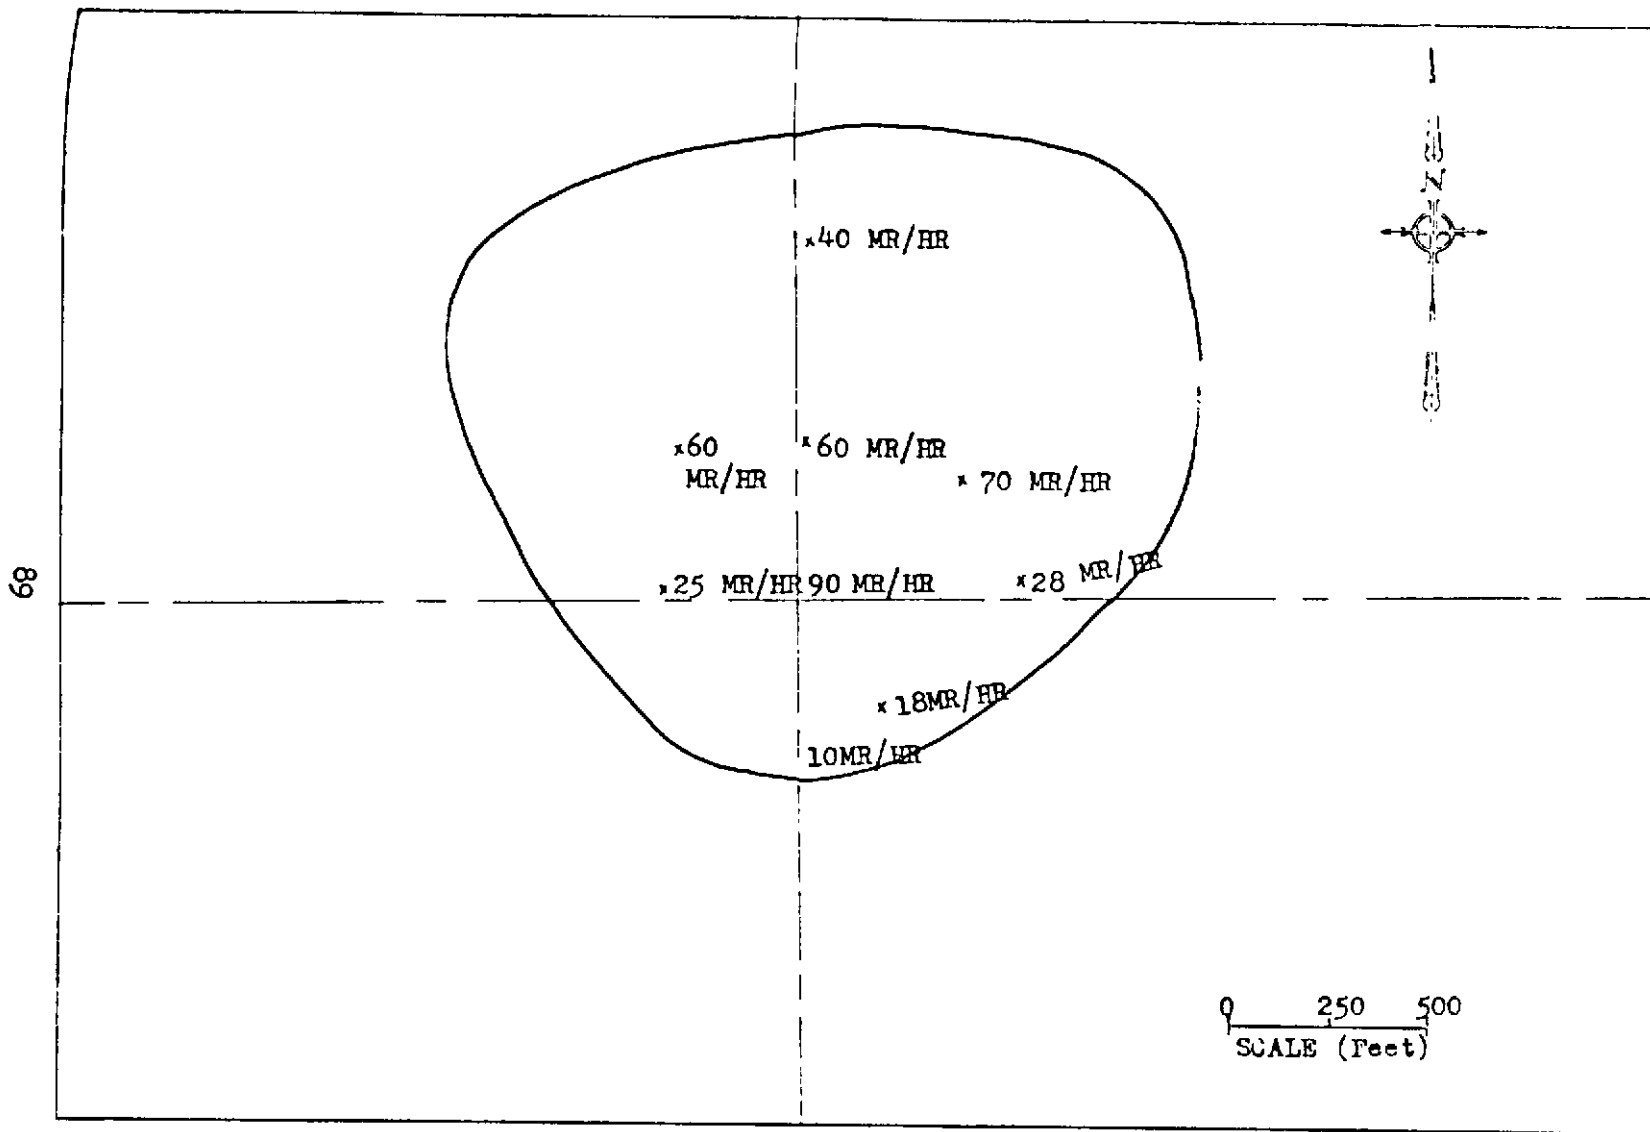 N
x40 MR/HR
x60
MR/HR
x60 MR/HR
x 70 MR/HR
68
x25 MR/HR
90 MR/HR
x28 MR/HR
x 18MR/HR
10MR/HR
0 250 500
SCALE (Feet)